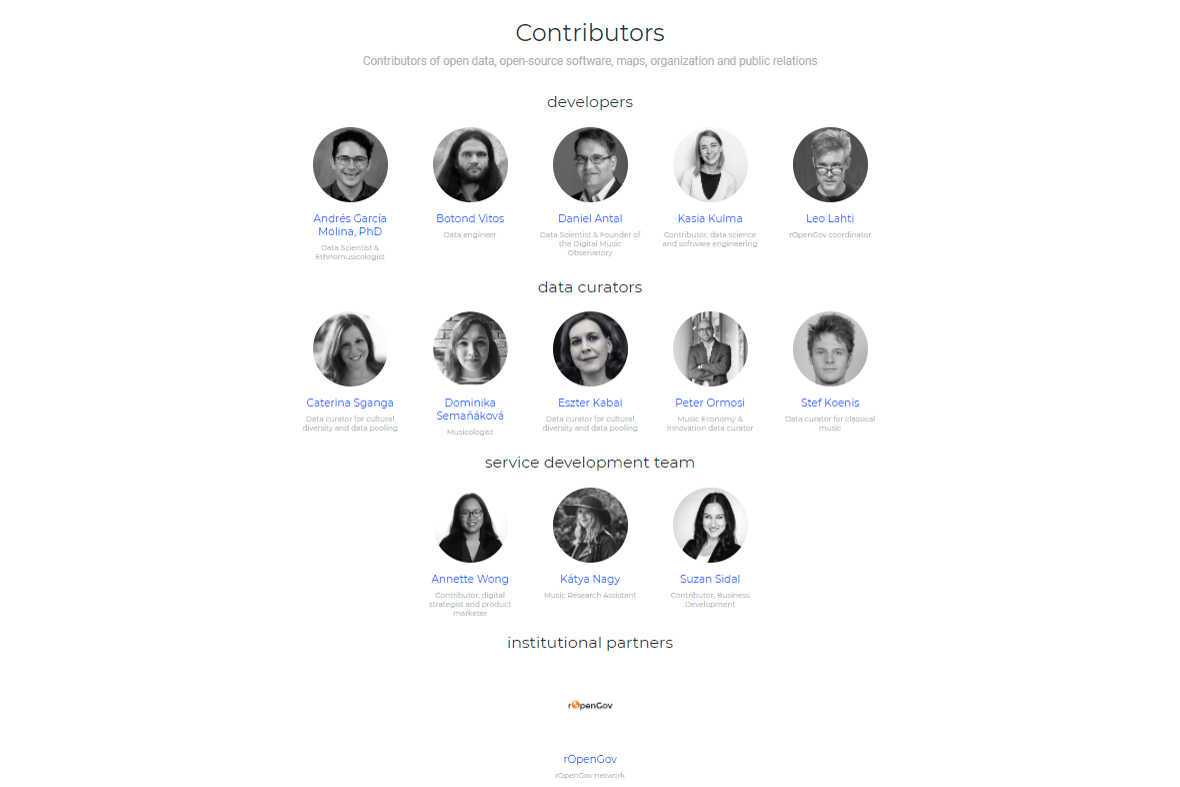 Contributors
Contributors of open data, open-source software, maps, organization and public relations
developers
Andrés García
Molina, PhD
Data Scientist &
Ethnomusicologist
Botond Vitos
Data engineer
Daniel Antal
Data Scientist & Founder of
the Digital Music
Observatory
Kasia Kulma
Contributor, data science
and software engineering
Leo Lahti
rOpenGov coordinator
data curators
Caterina Sganga
Data curator for cultural
diversity and data pooling
Dominika
Semaňáková
Musicologist
Eszter Kabai
Data curator for cultural
diversity and data pooling
Peter Ormosi
Music Economy &
Innovation data curator
Stef Koenis
Data curator for classical
music
service development team
Annette Wong
Contributor, digital
strategist and product
marketer
Kátya Nagy
Music Research Assistant
Suzan Sidal
Contributor, Business
Development
institutional partners
rOpenGov
rOpenGov
rOpenGov network